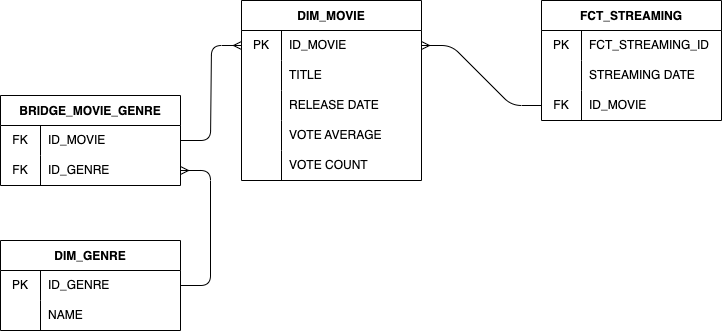 DIM_MOVIE
PK ID_MOVIE
TITLE
RELEASE DATE
VOTE AVERAGE
VOTE COUNT
FCT_STREAMING
PK FCT_STREAMING_ID
STREAMING DATE
FK ID_MOVIE
BRIDGE_MOVIE_GENRE
FK ID_MOVIE
FK ID_GENRE
DIM_GENRE
PK ID_GENRE
NAME